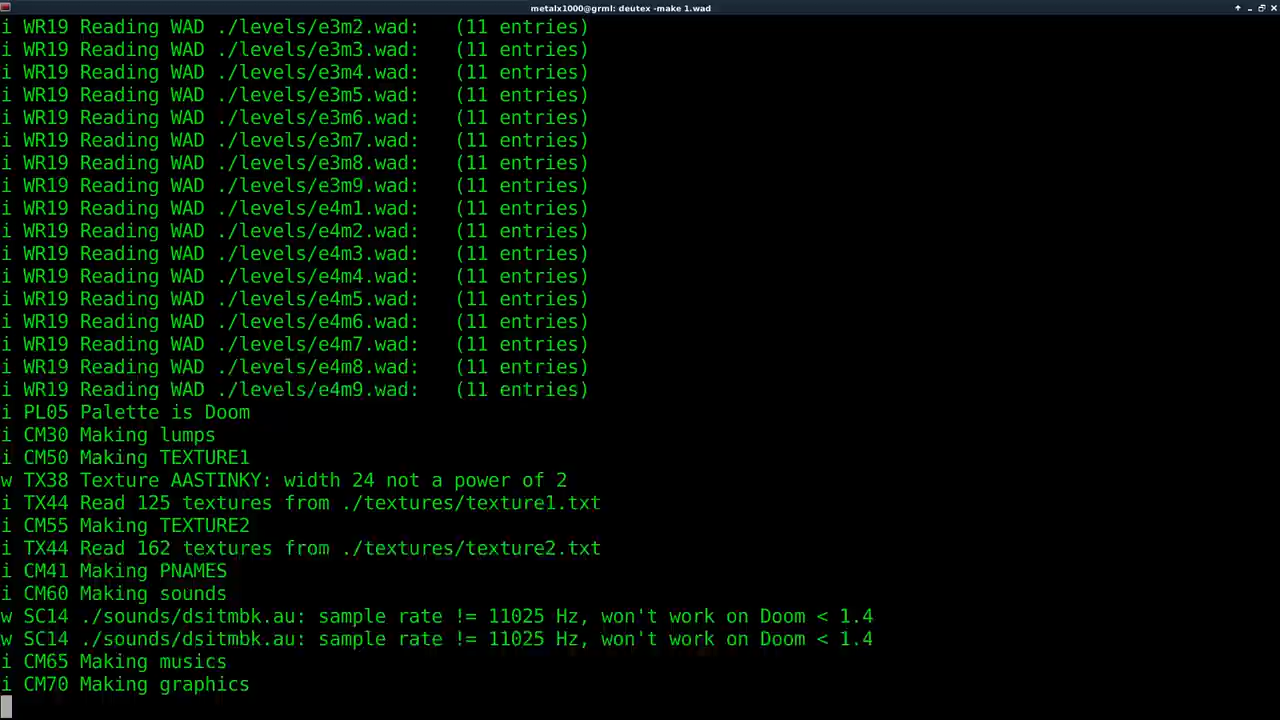 metalx1000@grml: deutex -make 1.wad
i WR19 Reading WAD ./levels/e3m2.wad:   (11 entries)
i WR19 Reading WAD ./levels/e3m3.wad:   (11 entries)
i WR19 Reading WAD ./levels/e3m4.wad:   (11 entries)
i WR19 Reading WAD ./levels/e3m5.wad:   (11 entries)
i WR19 Reading WAD ./levels/e3m6.wad:   (11 entries)
i WR19 Reading WAD ./levels/e3m7.wad:   (11 entries)
i WR19 Reading WAD ./levels/e3m8.wad:   (11 entries)
i WR19 Reading WAD ./levels/e3m9.wad:   (11 entries)
i WR19 Reading WAD ./levels/e4m1.wad:   (11 entries)
i WR19 Reading WAD ./levels/e4m2.wad:   (11 entries)
i WR19 Reading WAD ./levels/e4m3.wad:   (11 entries)
i WR19 Reading WAD ./levels/e4m4.wad:   (11 entries)
i WR19 Reading WAD ./levels/e4m5.wad:   (11 entries)
i WR19 Reading WAD ./levels/e4m6.wad:   (11 entries)
i WR19 Reading WAD ./levels/e4m7.wad:   (11 entries)
i WR19 Reading WAD ./levels/e4m8.wad:   (11 entries)
i WR19 Reading WAD ./levels/e4m9.wad:   (11 entries)
i PL05 Palette is Doom
i CM30 Making lumps
i CM50 Making TEXTURE1
w TX38 Texture AASTINKY: width 24 not a power of 2
i TX44 Read 125 textures from ./textures/texture1.txt
i CM55 Making TEXTURE2
i TX44 Read 162 textures from ./textures/texture2.txt
i CM41 Making PNAMES
i CM60 Making sounds
w SC14 ./sounds/dsitmbk.au: sample rate != 11025 Hz, won't work on Doom < 1.4
w SC14 ./sounds/dsitmbk.au: sample rate != 11025 Hz, won't work on Doom < 1.4
i CM65 Making musics
i CM70 Making graphics